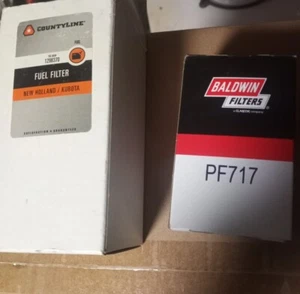 COUNTYLINE
FUEL FILTER
NEW HOLLAND / KUBOTA
BALDWIN
FILTERS
PF717